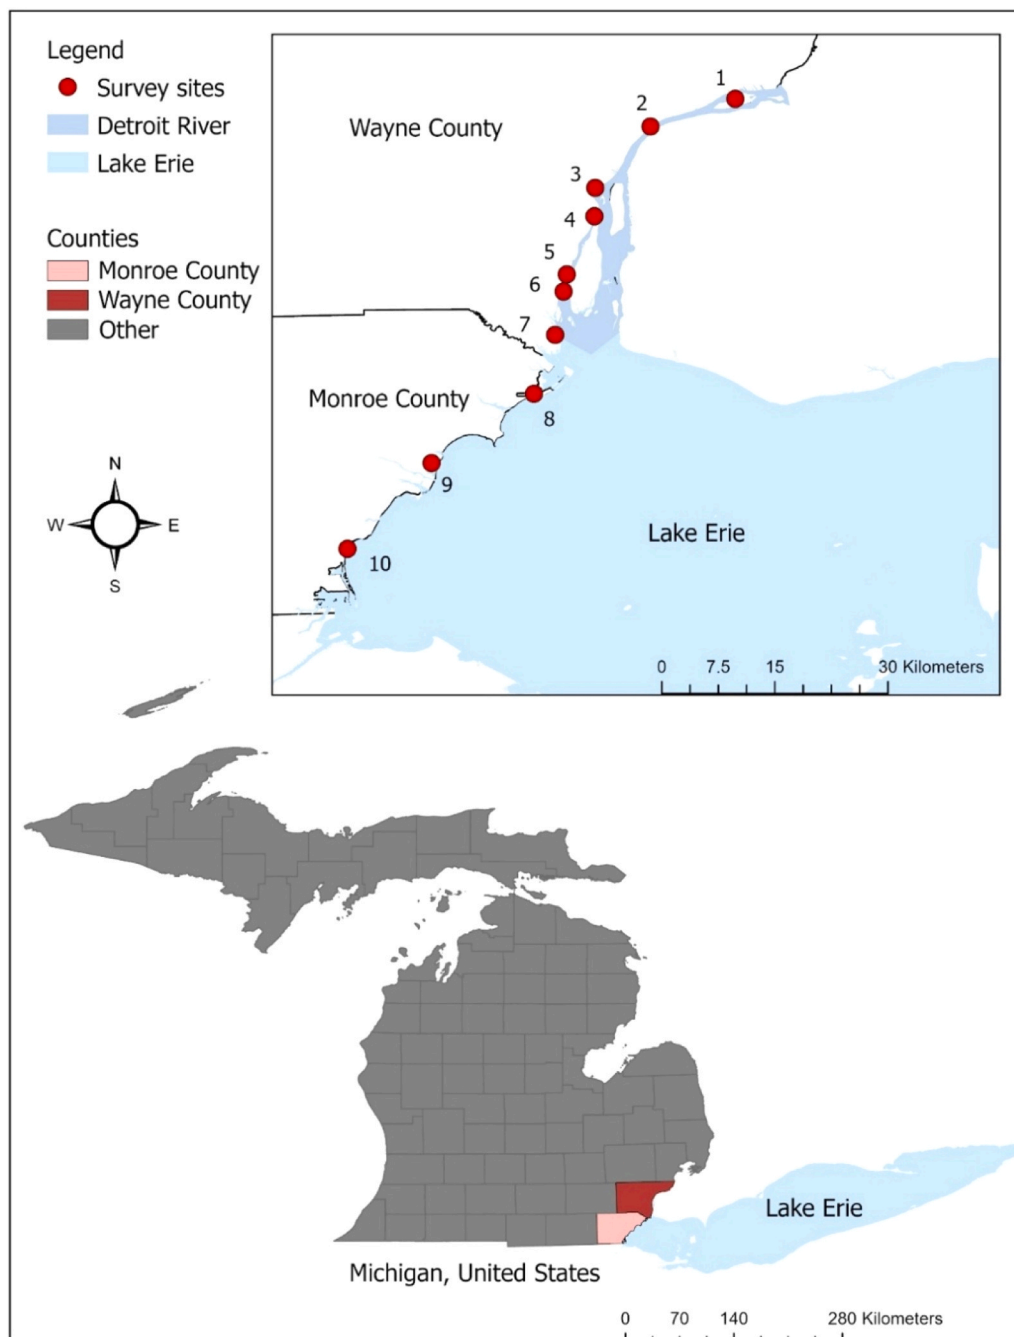 Legend
Survey sites
Detroit River
Lake Erie
Counties
Monroe County
Wayne County
Other
N
W E
S
Wayne County
1
2
3
4
5
6
7
Monroe County
8
9
10
Lake Erie
0 7.5 15 30 Kilometers
Lake Erie
Michigan, United States
0 70 140 280 Kilometers